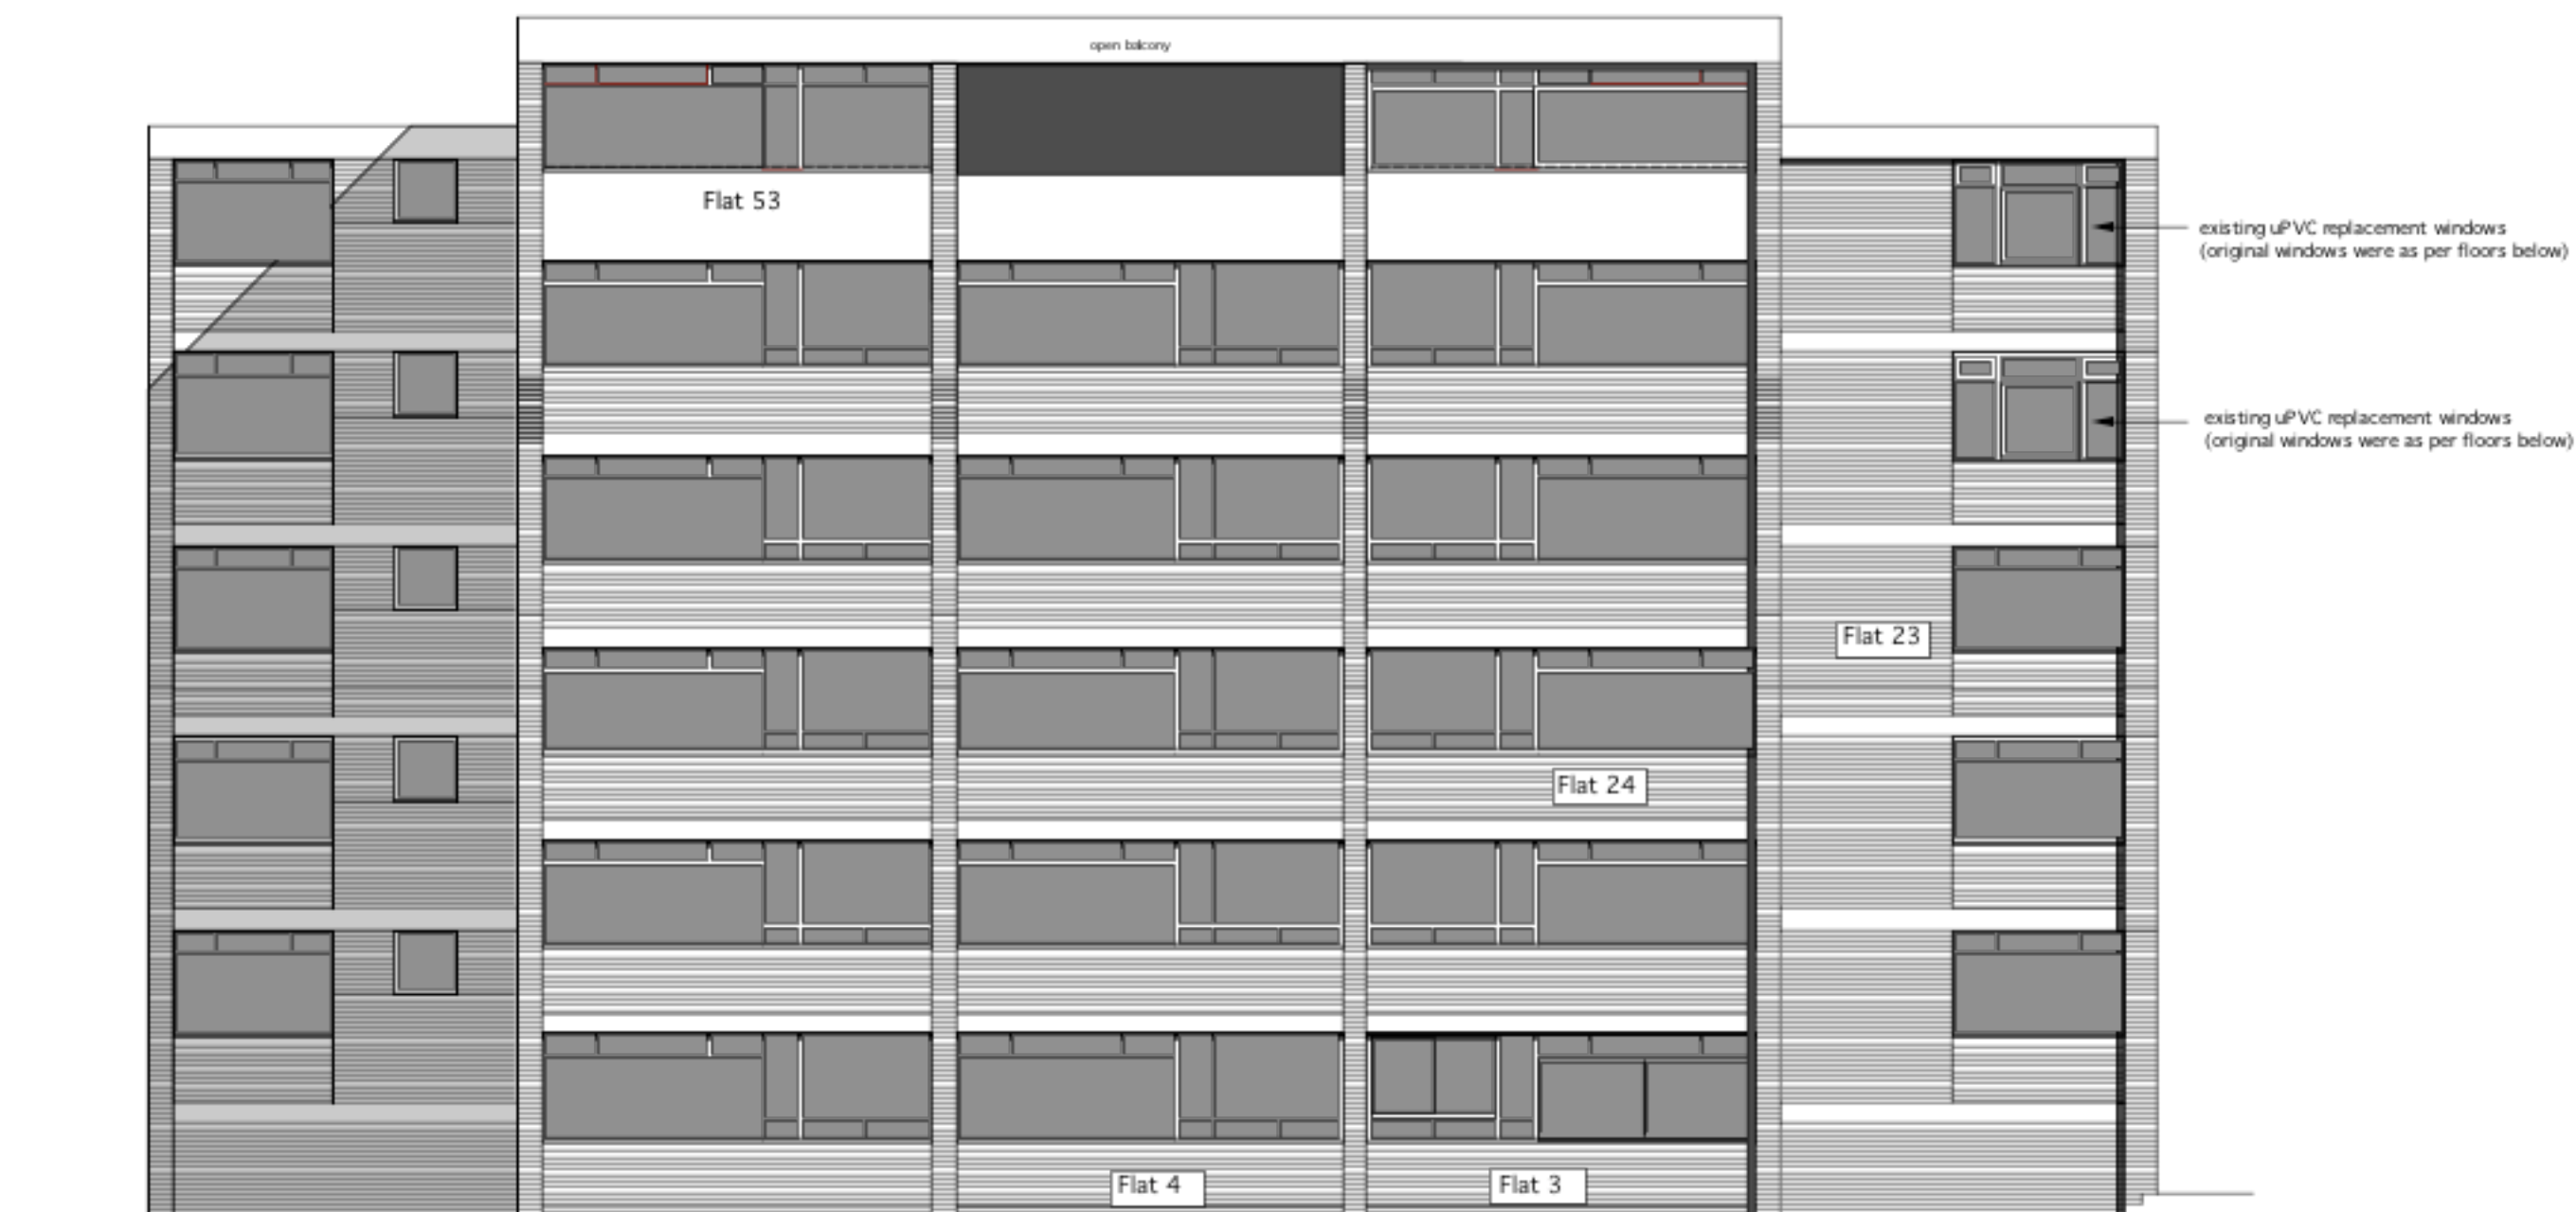 open balcony
Flat 53
existing uPVC replacement windows
(original windows were as per floors below)
existing uPVC replacement windows
(original windows were as per floors below)
Flat 23
Flat 24
Flat 4
Flat 3